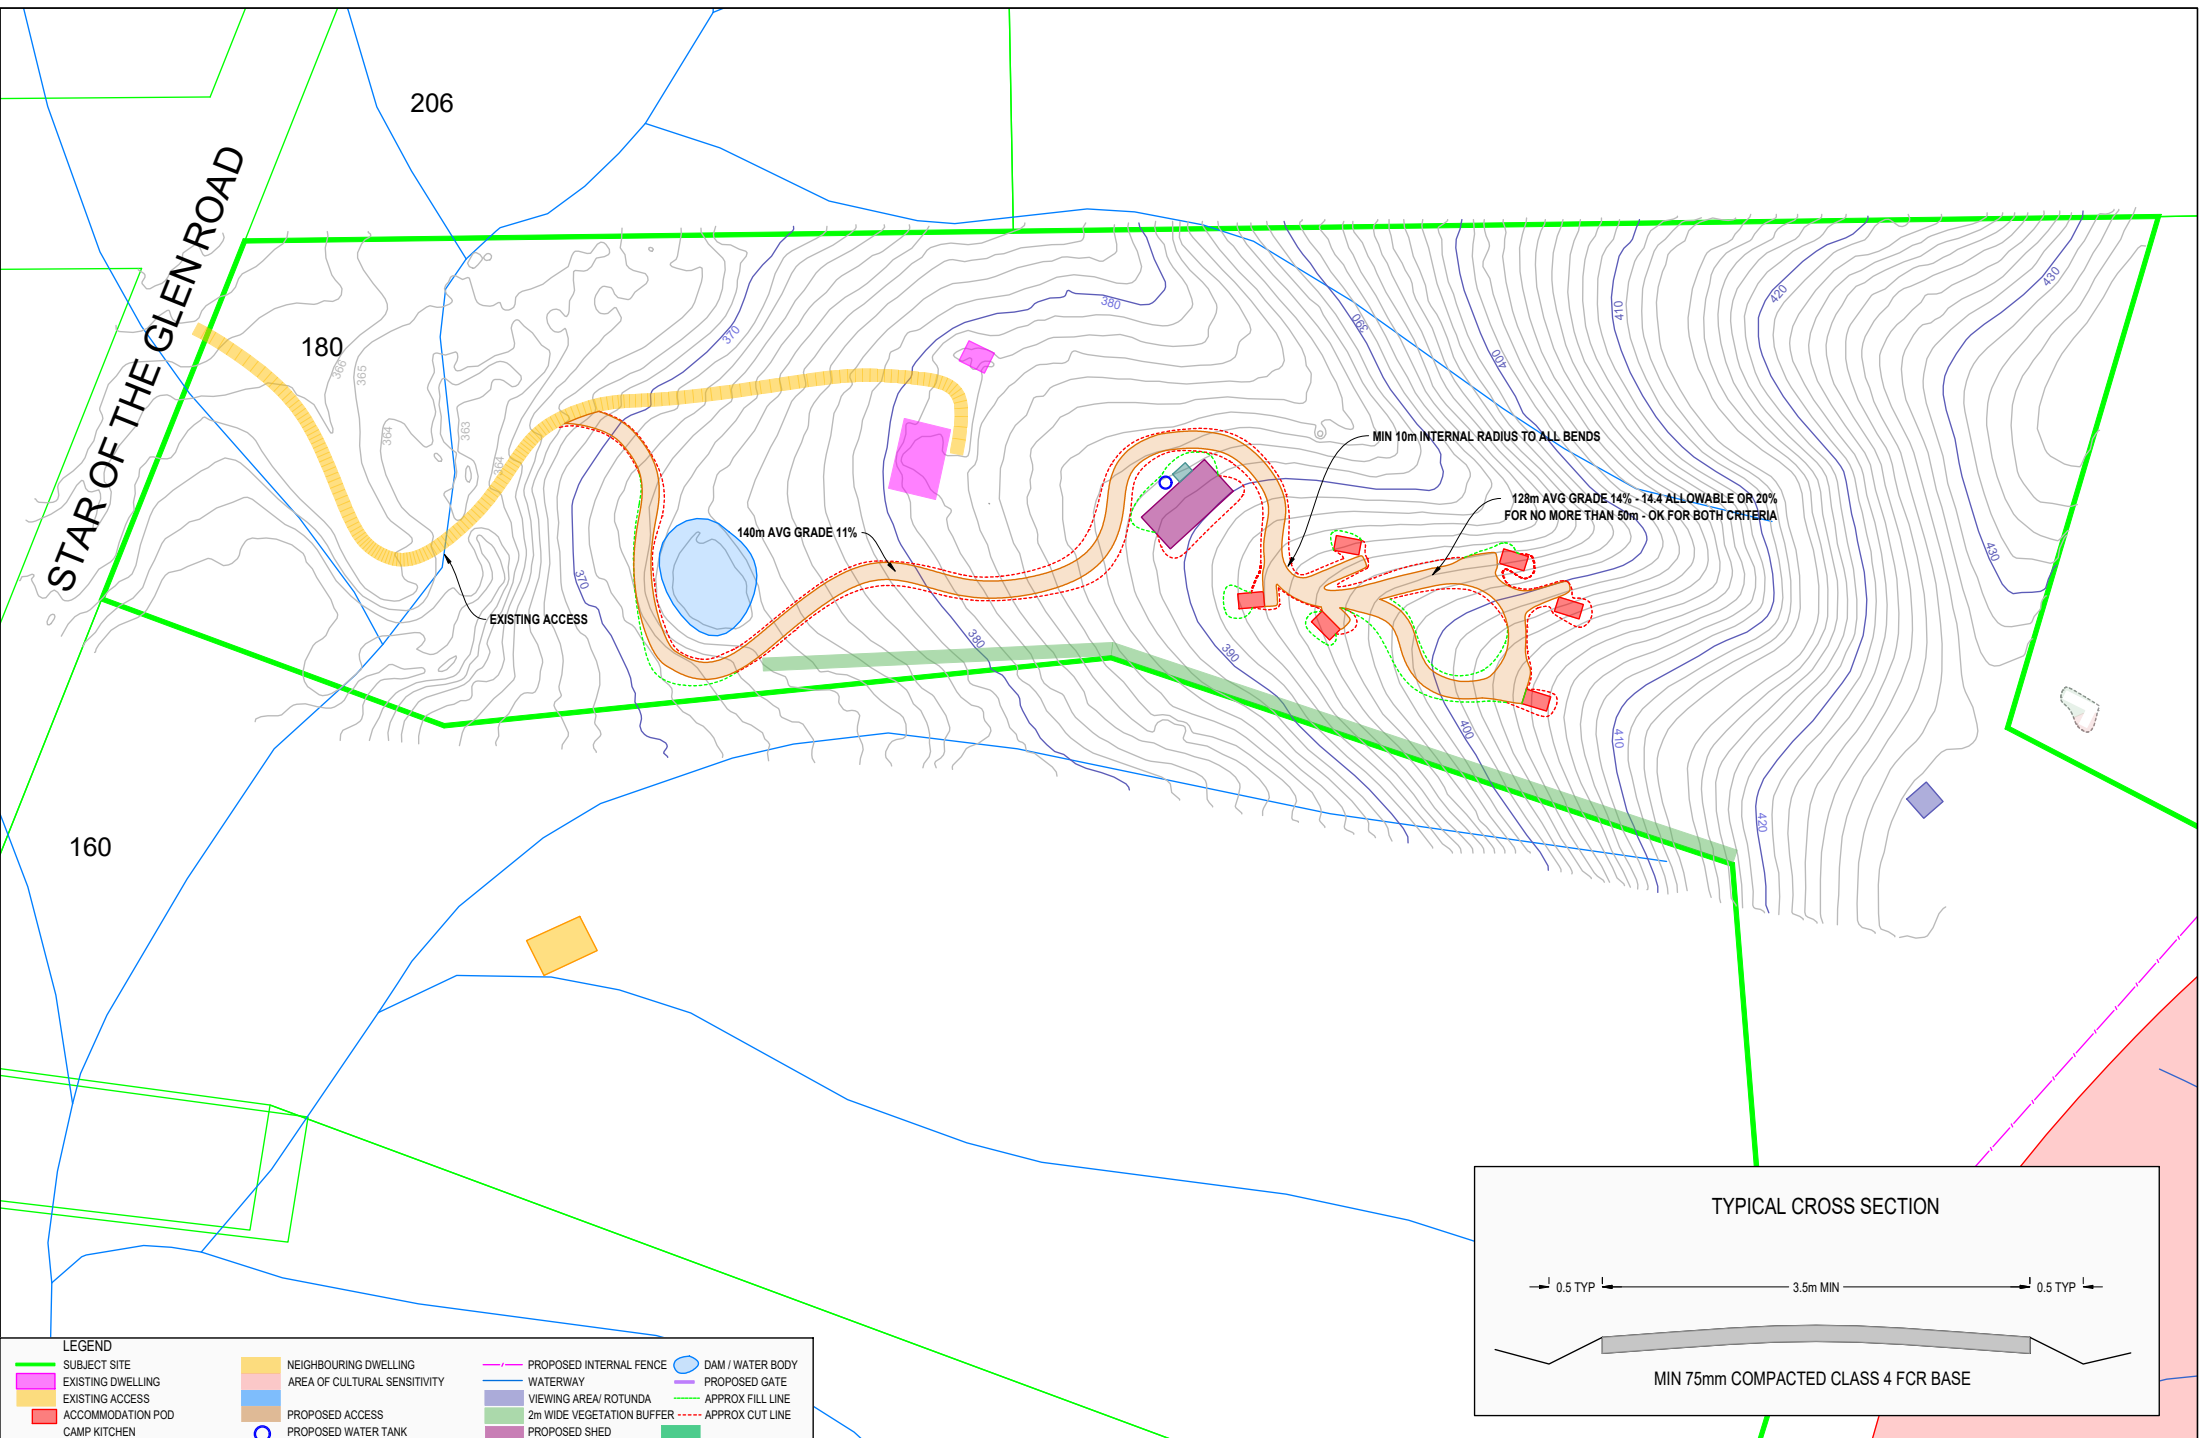 206
STAR OF THE GLEN ROAD
180
366
365
364
363
364
370
380
390
400
410
420
430
MIN 10m INTERNAL RADIUS TO ALL BENDS
128m AVG GRADE 14% - 14.4 ALLOWABLE OR 20%
FOR NO MORE THAN 50m - OK FOR BOTH CRITERIA
140m AVG GRADE 11%
EXISTING ACCESS
370
380
390
400
410
420
430
160
TYPICAL CROSS SECTION
0.5 TYP
3.5m MIN
0.5 TYP
MIN 75mm COMPACTED CLASS 4 FCR BASE
LEGEND
SUBJECT SITE
EXISTING DWELLING
EXISTING ACCESS
ACCOMMODATION POD
CAMP KITCHEN
NEIGHBOURING DWELLING
AREA OF CULTURAL SENSITIVITY
PROPOSED ACCESS
PROPOSED WATER TANK
PROPOSED INTERNAL FENCE
WATERWAY
VIEWING AREA/ ROTUNDA
2m WIDE VEGETATION BUFFER
PROPOSED SHED
DAM / WATER BODY
PROPOSED GATE
APPROX FILL LINE
APPROX CUT LINE